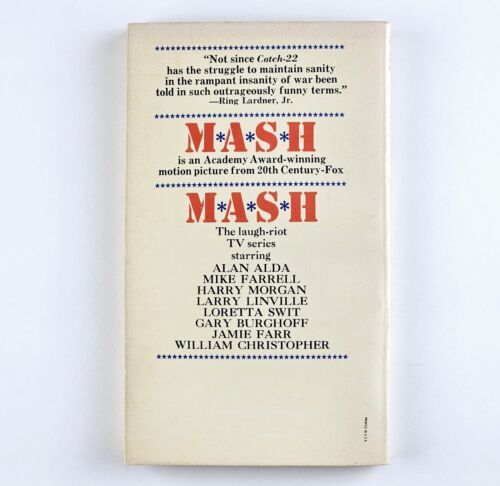 “Not since Catch-22
has the struggle to maintain sanity
in the rampant insanity of war been
told in such outrageously funny terms.”
—Ring Lardner, Jr.
M*A*S*H
is an Academy Award-winning
motion picture from 20th Century-Fox
M*A*S*H
The laugh-riot
TV series
starring
ALAN ALDA
MIKE FARRELL
HARRY MORGAN
LARRY LINVILLE
LORETTA SWIT
GARY BURGHOFF
JAMIE FARR
WILLIAM CHRISTOPHER
PRINTED IN U.S.A.